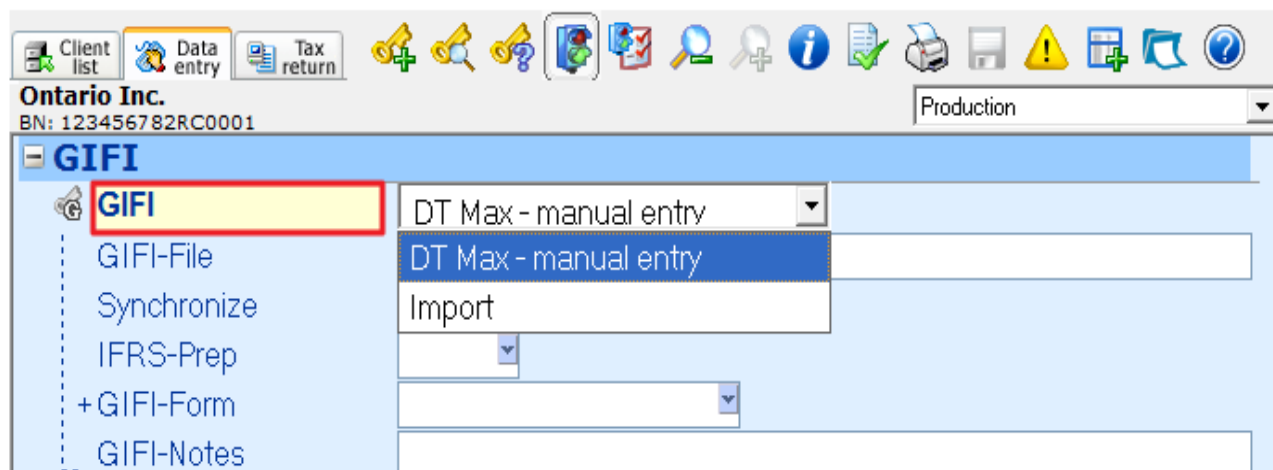 Client list
Data entry
Tax return
Ontario Inc.
BN: 123456782RC0001
Production
GIFI
GIFI
DT Max - manual entry
GIFI-File
DT Max - manual entry
Synchronize
Import
IFRS-Prep
+GIFI-Form
GIFI-Notes